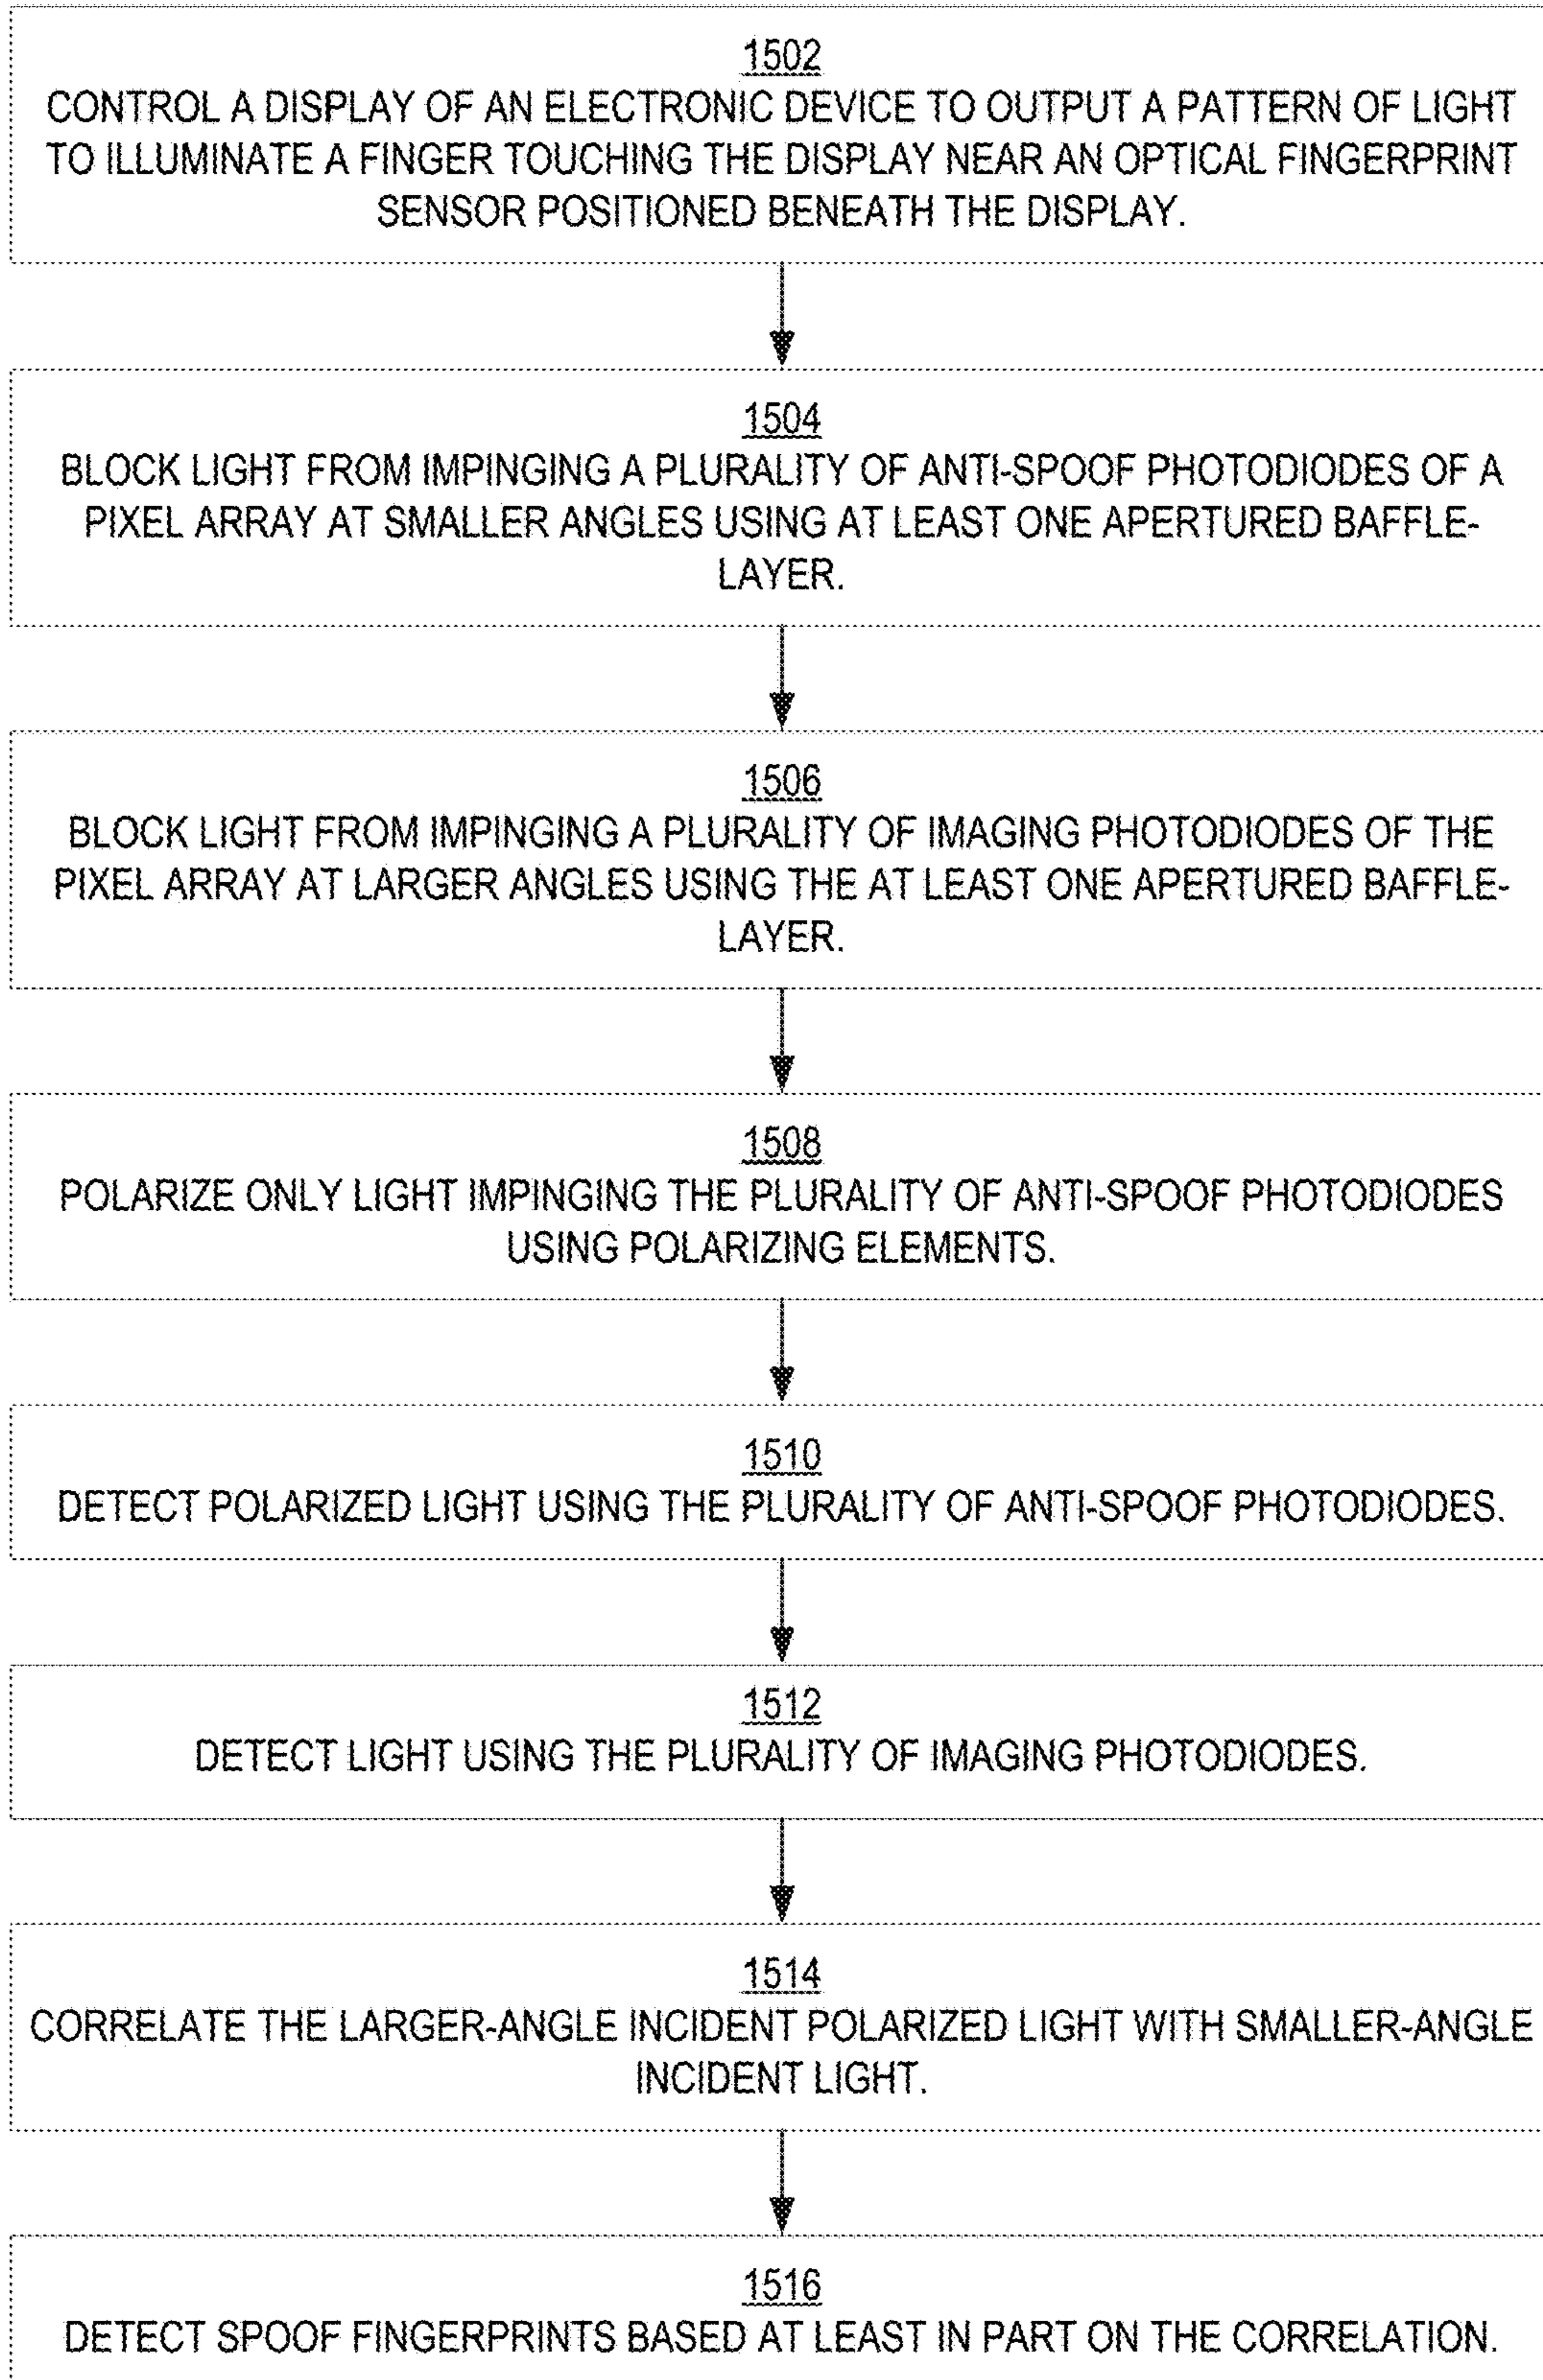 1502
CONTROL A DISPLAY OF AN ELECTRONIC DEVICE TO OUTPUT A PATTERN OF LIGHT
TO ILLUMINATE A FINGER TOUCHING THE DISPLAY NEAR AN OPTICAL FINGERPRINT
SENSOR POSITIONED BENEATH THE DISPLAY.
1504
BLOCK LIGHT FROM IMPINGING A PLURALITY OF ANTI-SPOOF PHOTODIODES OF A
PIXEL ARRAY AT SMALLER ANGLES USING AT LEAST ONE APERTURED BAFFLE-
LAYER.
1506
BLOCK LIGHT FROM IMPINGING A PLURALITY OF IMAGING PHOTODIODES OF THE
PIXEL ARRAY AT LARGER ANGLES USING THE AT LEAST ONE APERTURED BAFFLE-
LAYER.
1508
POLARIZE ONLY LIGHT IMPINGING THE PLURALITY OF ANTI-SPOOF PHOTODIODES
USING POLARIZING ELEMENTS.
1510
DETECT POLARIZED LIGHT USING THE PLURALITY OF ANTI-SPOOF PHOTODIODES.
1512
DETECT LIGHT USING THE PLURALITY OF IMAGING PHOTODIODES.
1514
CORRELATE THE LARGER-ANGLE INCIDENT POLARIZED LIGHT WITH SMALLER-ANGLE
INCIDENT LIGHT.
1516
DETECT SPOOF FINGERPRINTS BASED AT LEAST IN PART ON THE CORRELATION.